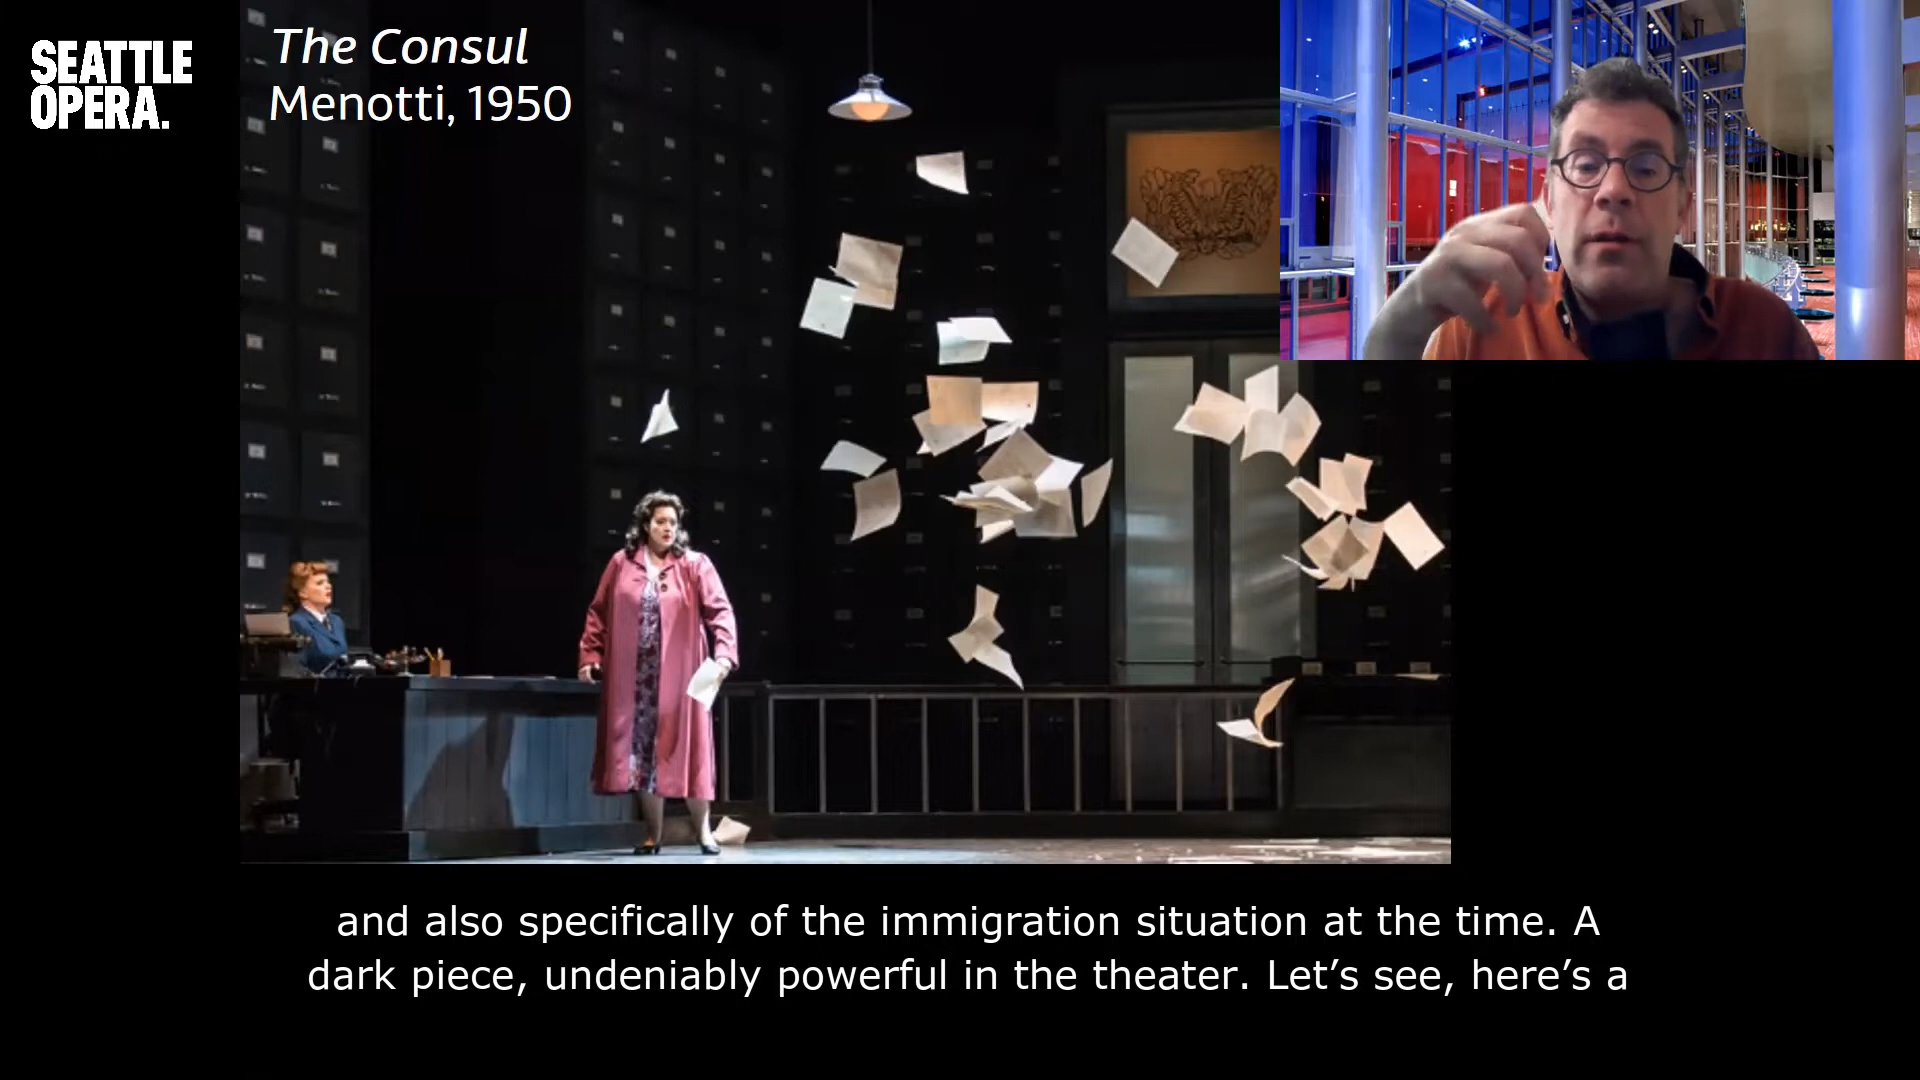 SEATTLE
OPERA.
The Consul
Menotti, 1950
and also specifically of the immigration situation at the time. A
dark piece, undeniably powerful in the theater. Let’s see, here’s a